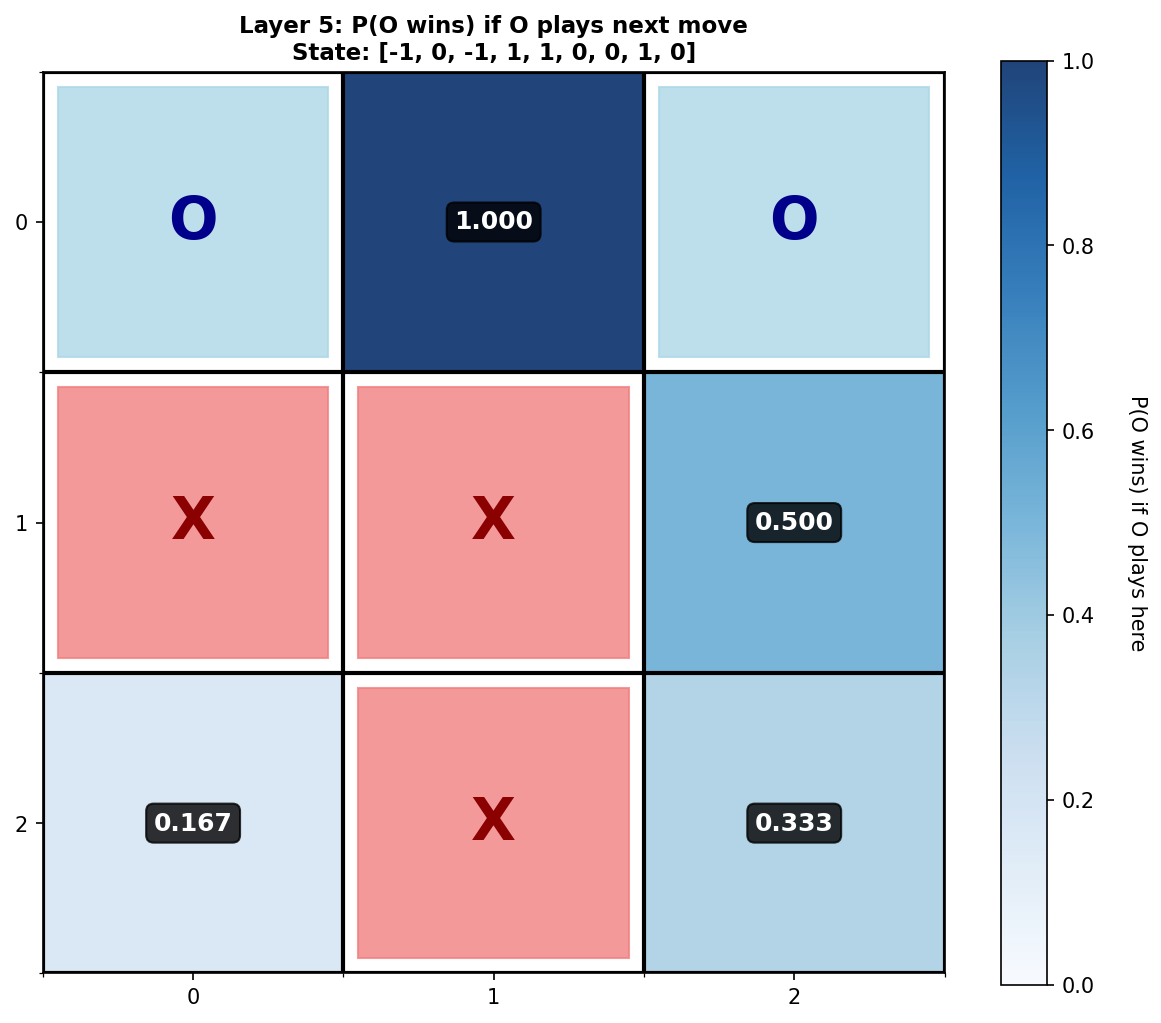 Layer 5: P(O wins) if O plays next move
State: [-1, 0, -1, 1, 1, 0, 0, 1, 0]
O
1.000
O
X
X
0.500
0.167
X
0.333
0
1
2
0
1
2
1.0
0.8
0.6
0.4
0.2
0.0
P(O wins) if O plays here